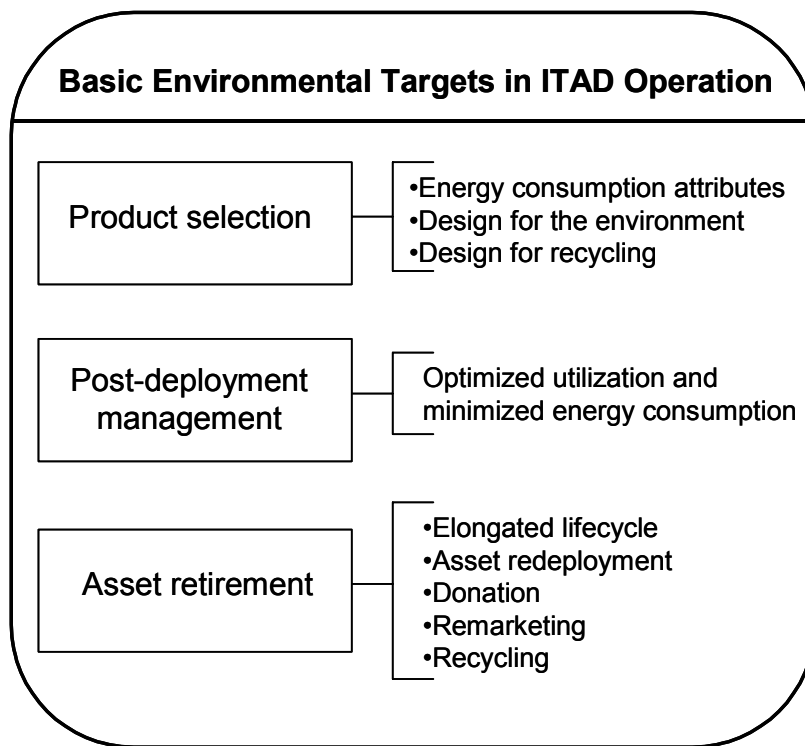 Basic Environmental Targets in ITAD Operation
Product selection
•Energy consumption attributes
•Design for the environment
•Design for recycling
Post-deployment
management
Optimized utilization and
minimized energy consumption
Asset retirement
•Elongated lifecycle
•Asset redeployment
•Donation
•Remarketing
•Recycling